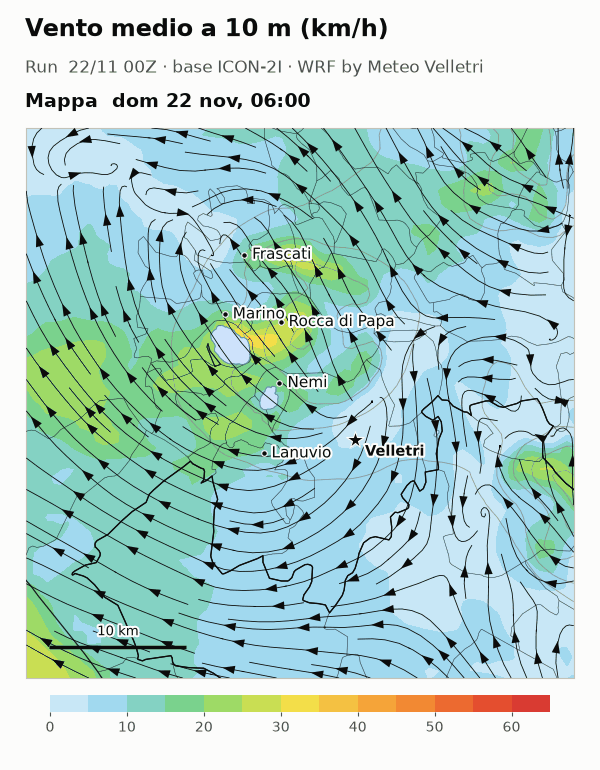 Vento medio a 10 m (km/h)
Run  22/11 00Z · base ICON-2I · WRF by Meteo Velletri
Mappa  dom 22 nov, 06:00
Frascati
Marino
Rocca di Papa
Nemi
Velletri
Lanuvio
10 km
0 10 20 30 40 50 60